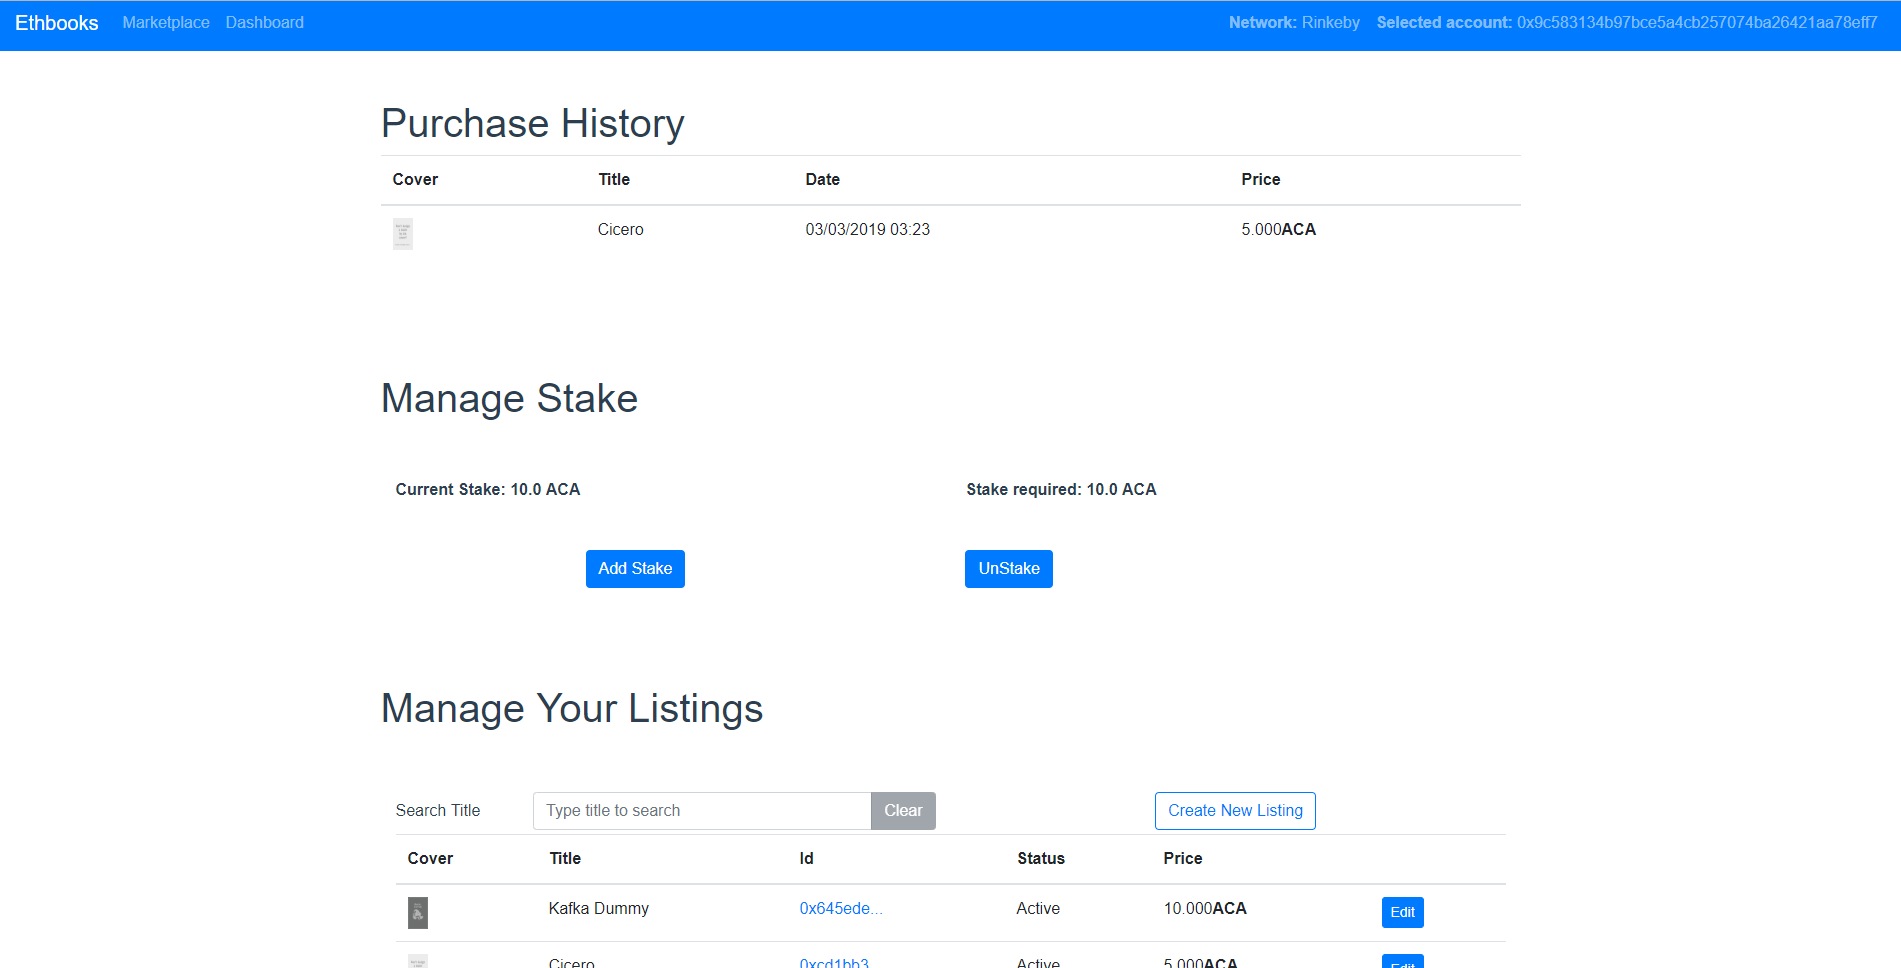 Ethbooks Marketplace Dashboard Network: Rinkeby Selected account: 0x9c583134b97bce5a4cb257074ba26421aa78eff7
Purchase History
Cover Title Date Price
Cicero 03/03/2019 03:23 5.000ACA
Manage Stake
Current Stake: 10.0 ACA Stake required: 10.0 ACA
Add Stake UnStake
Manage Your Listings
Search Title Type title to search Clear Create New Listing
Cover Title Id Status Price
Kafka Dummy 0x645ede... Active 10.000ACA Edit
Cicero 0xcd1bb3... Active 5.000ACA Edit